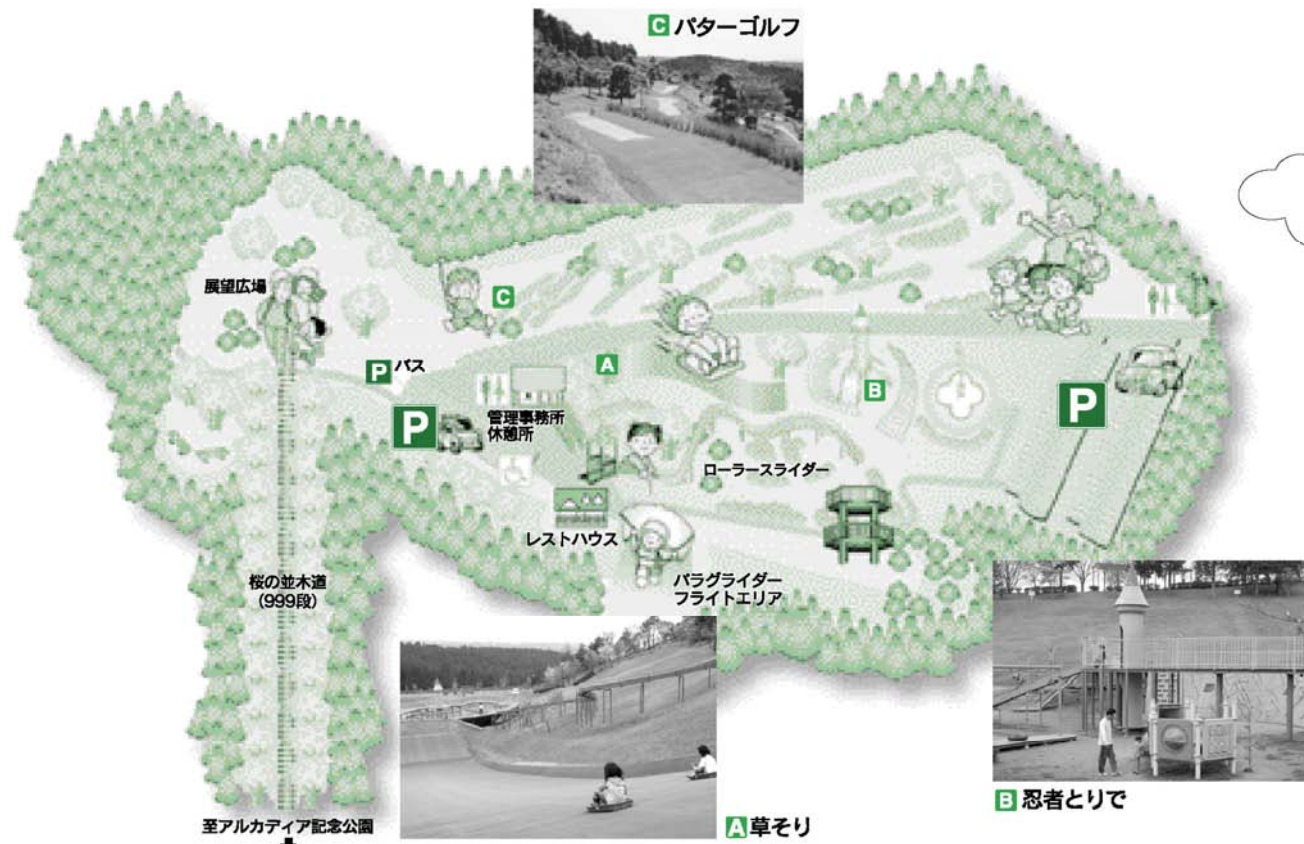 C パターゴルフ
展望広場
C
P バス
A
B
P
P
管理事務所
休憩所
ローラースライダー
レストハウス
パラグライダー
フライトエリア
桜の並木道
(999段)
至アルカディア記念公園
A 草そり
B 忍者とりで